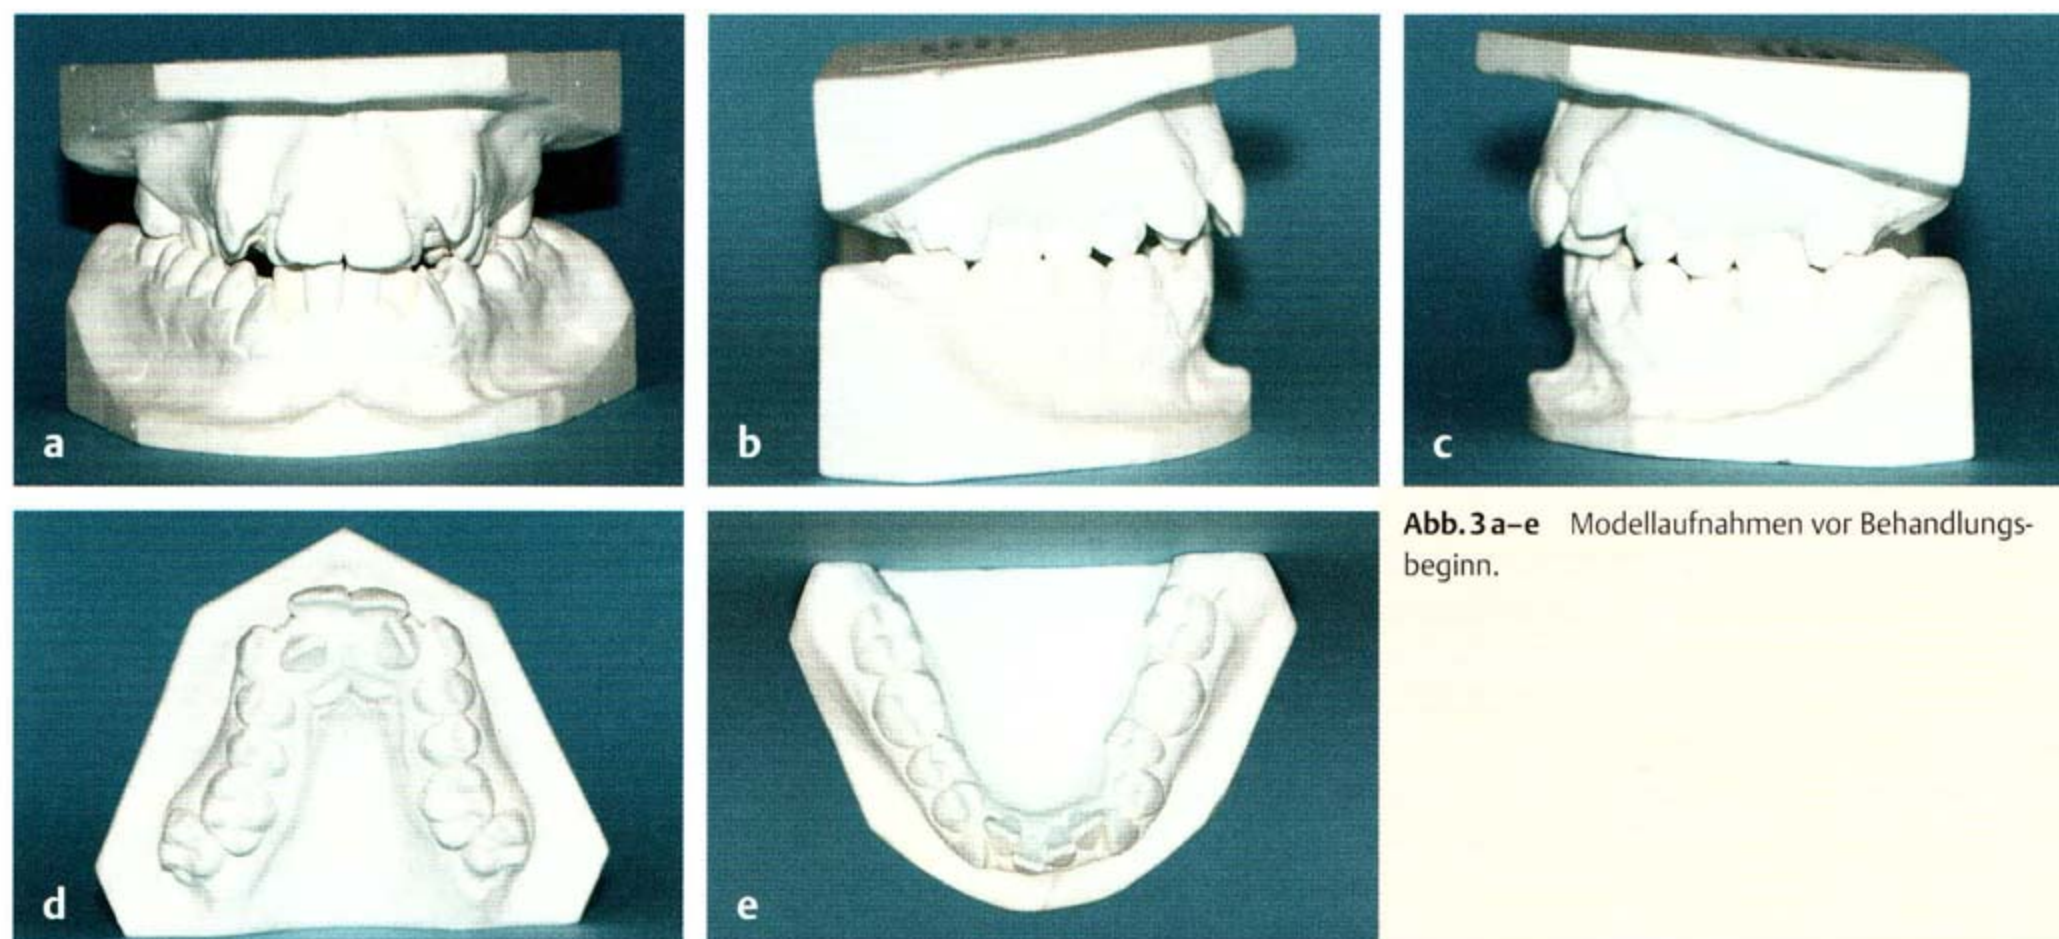 a
b
c
d
e
Abb. 3 a–e Modellaufnahmen vor Behandlungs-
beginn.